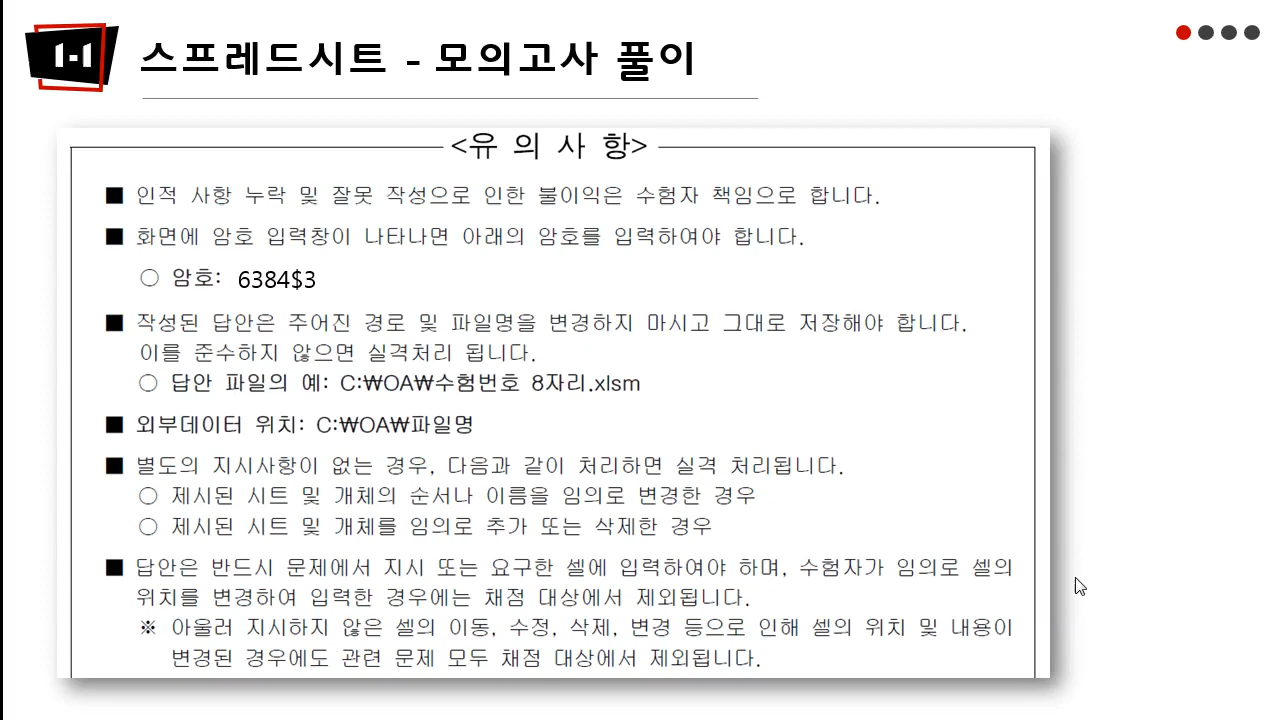 1-1
스프레드시트 - 모의고사 풀이
<유 의 사 항>
■ 인적 사항 누락 및 잘못 작성으로 인한 불이익은 수험자 책임으로 합니다.
■ 화면에 암호 입력창이 나타나면 아래의 암호를 입력하여야 합니다.
○ 암호: 6384$3
■ 작성된 답안은 주어진 경로 및 파일명을 변경하지 마시고 그대로 저장해야 합니다.
이를 준수하지 않으면 실격처리 됩니다.
○ 답안 파일의 예: C:₩OA₩수험번호 8자리.xlsm
■ 외부데이터 위치: C:₩OA₩파일명
■ 별도의 지시사항이 없는 경우, 다음과 같이 처리하면 실격 처리됩니다.
○ 제시된 시트 및 개체의 순서나 이름을 임의로 변경한 경우
○ 제시된 시트 및 개체를 임의로 추가 또는 삭제한 경우
■ 답안은 반드시 문제에서 지시 또는 요구한 셀에 입력하여야 하며, 수험자가 임의로 셀의
위치를 변경하여 입력한 경우에는 채점 대상에서 제외됩니다.
※ 아울러 지시하지 않은 셀의 이동, 수정, 삭제, 변경 등으로 인해 셀의 위치 및 내용이
변경된 경우에도 관련 문제 모두 채점 대상에서 제외됩니다.